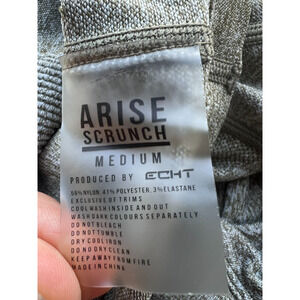 ARISE
SCRUNCH
MEDIUM
PRODUCED BY ECHT
56% NYLON, 41% POLYESTER, 3% ELASTANE
EXCLUSIVE OF TRIMS
COOL WASH INSIDE AND OUT
WASH DARK COLOURS SEPARATELY
DO NOT BLEACH
DO NOT TUMBLE
DRY COOL IRON
DO NO DRY CLEAN
KEEP AWAY FROM FIRE
MADE IN CHINA